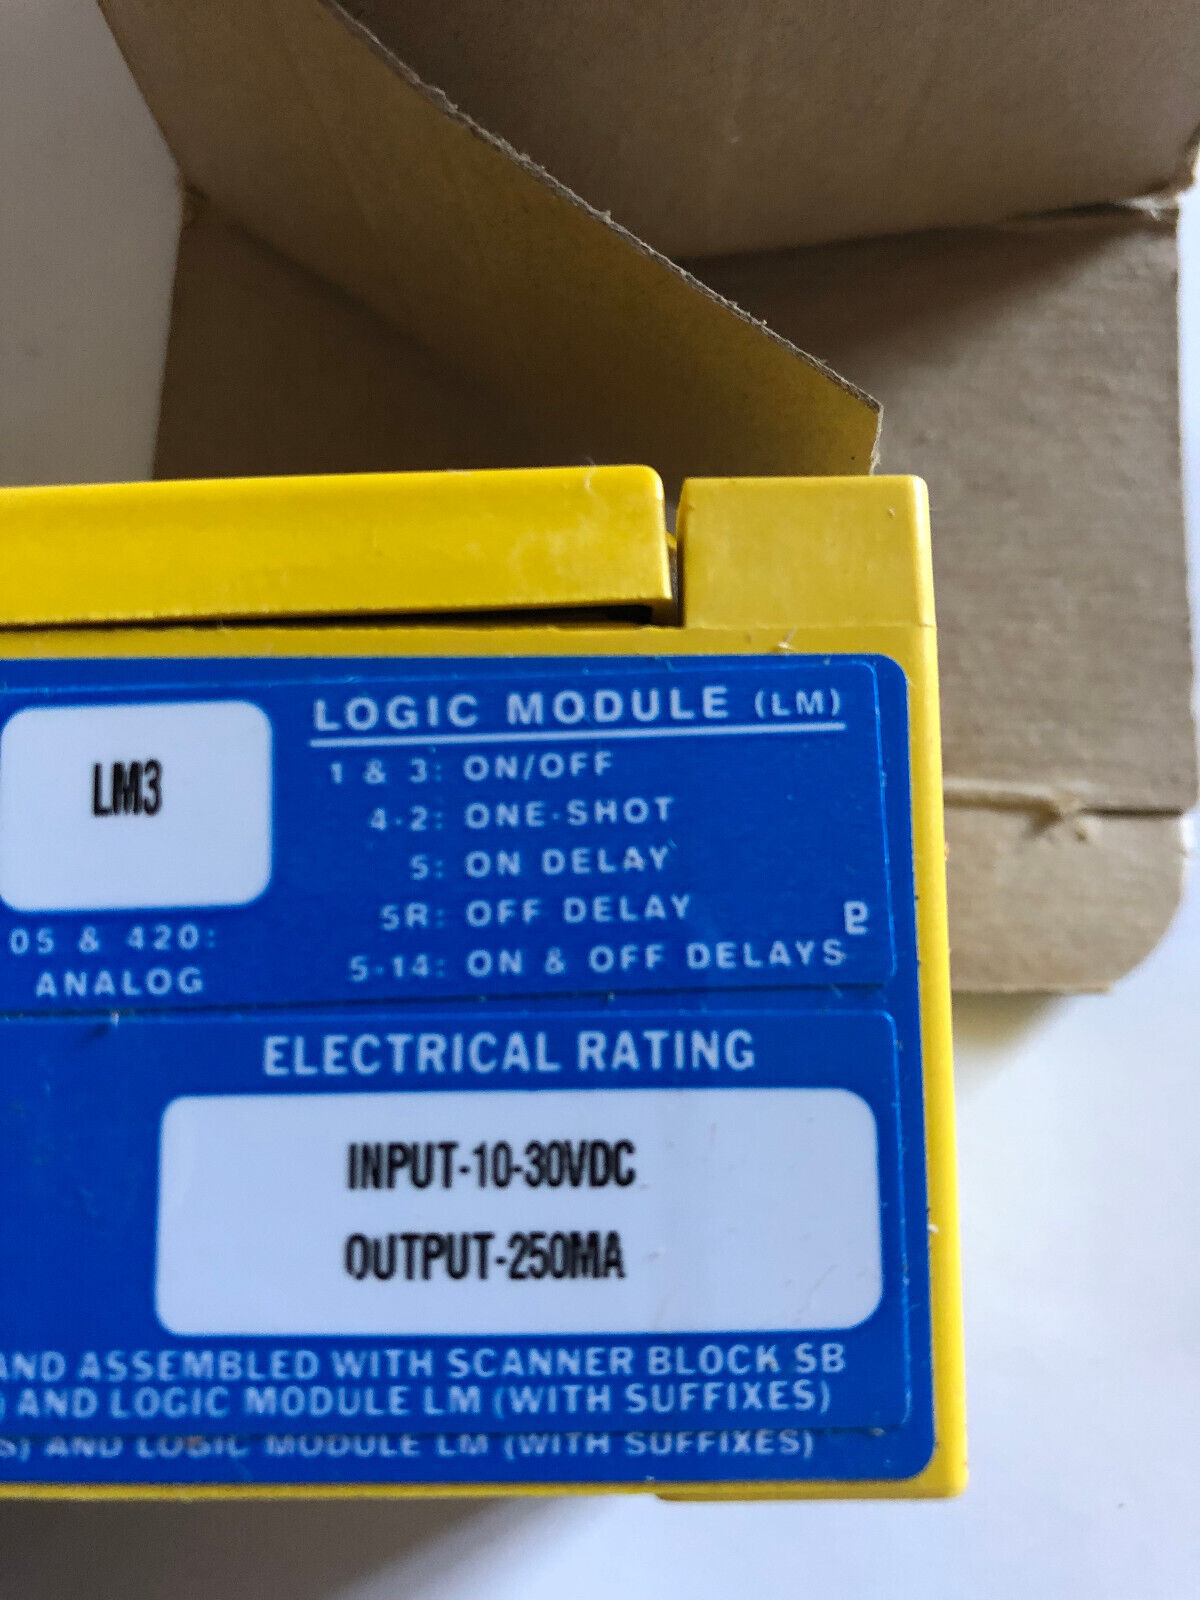 LM3
05 & 420:
ANALOG
LOGIC MODULE (LM)
1 & 3: ON/OFF
4-2: ONE-SHOT
5: ON DELAY
5R: OFF DELAY
5-14: ON & OFF DELAYS
ELECTRICAL RATING
INPUT-10-30VDC
OUTPUT-250MA
AND ASSEMBLED WITH SCANNER BLOCK SB
) AND LOGIC MODULE LM (WITH SUFFIXES)
S) AND LOGIC MODULE LM (WITH SUFFIXES)